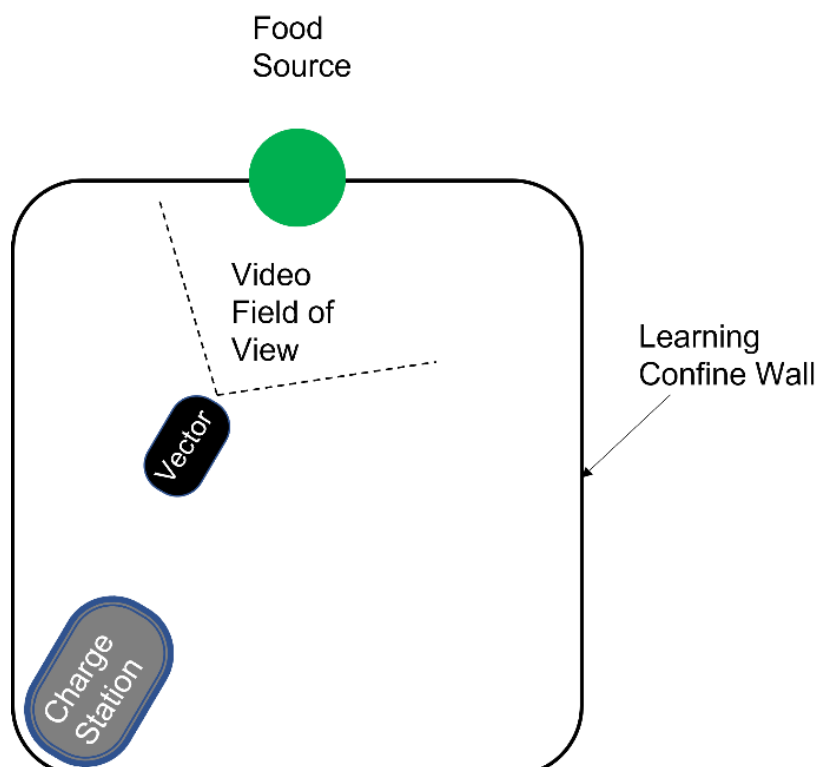 Food
Source
Video
Field of
View
Learning
Confine Wall
Vector
Charge
Station